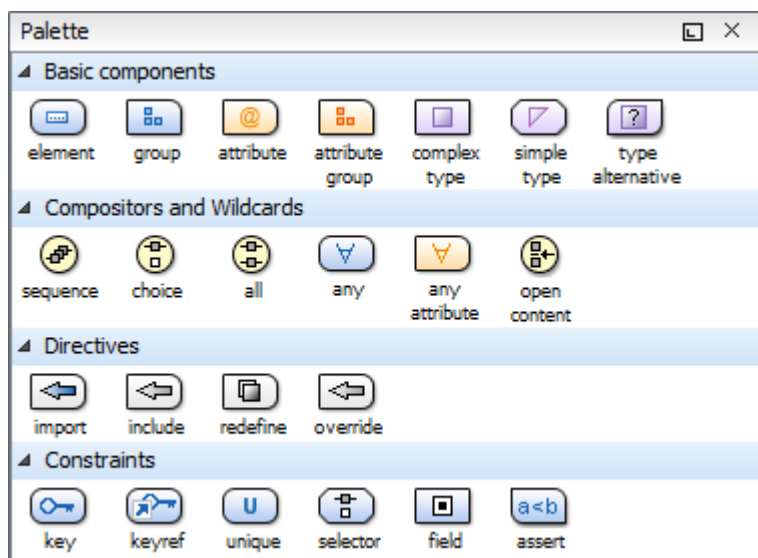 Palette
Basic components
element group attribute attribute complex simple type
group type type alternative
Compositors and Wildcards
sequence choice all any any open
attribute content
Directives
import include redefine override
Constraints
U a<b
key keyref unique selector field assert